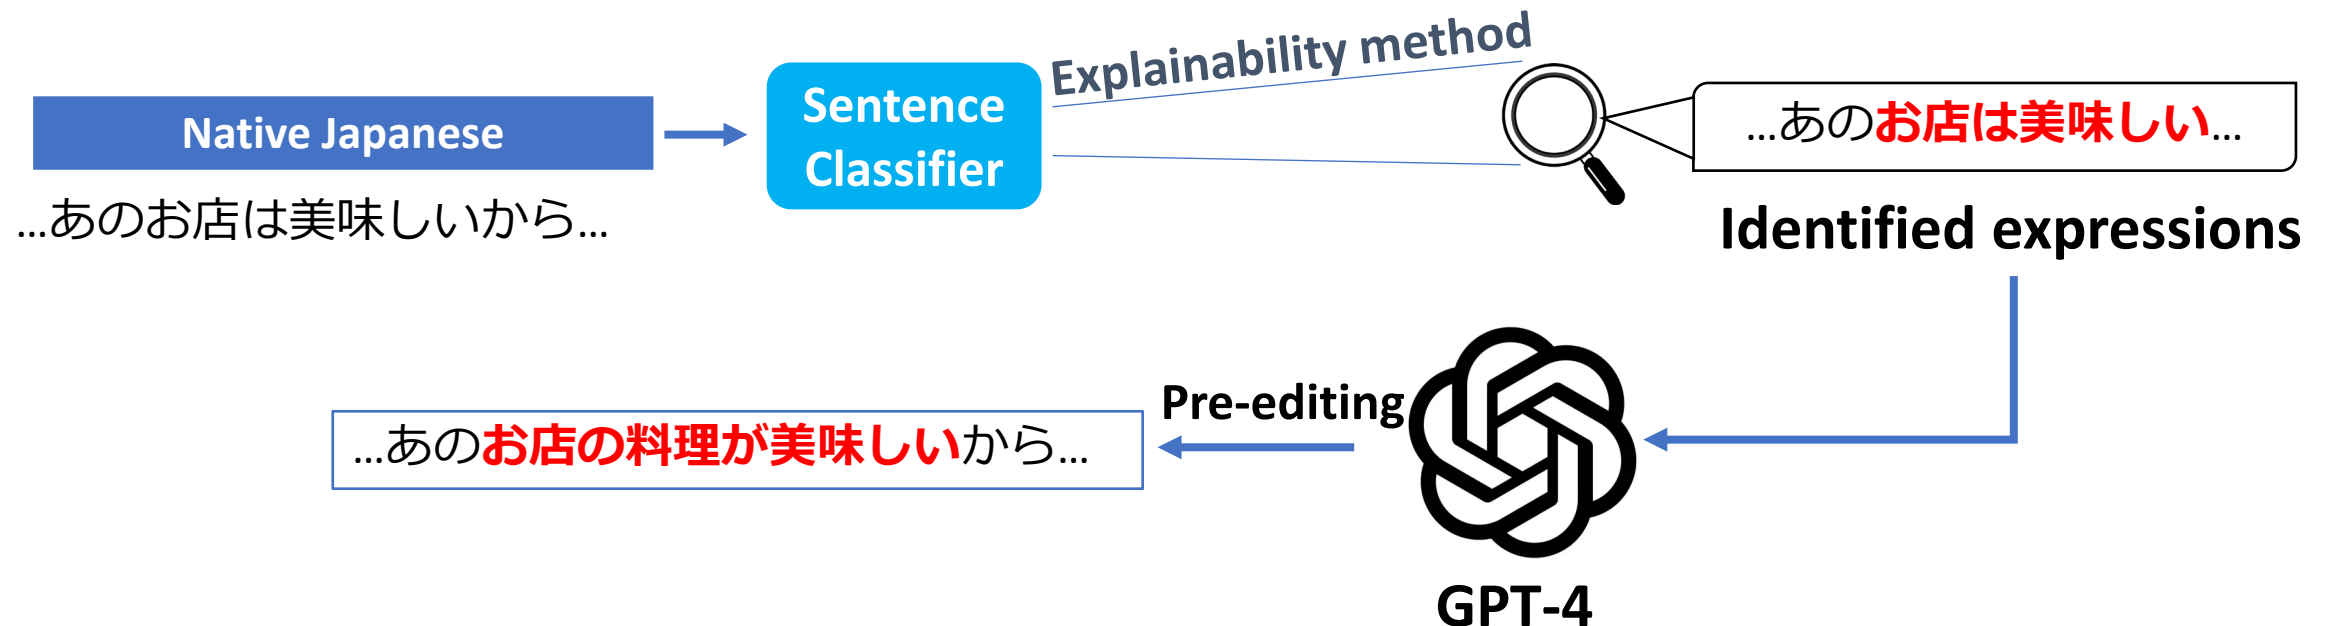 Native Japanese
...あのお店は美味しいから...
Sentence
Classifier
Explainability method
...あのお店は美味しい...
Identified expressions
Pre-editing
...あのお店の料理が美味しいから...
GPT-4